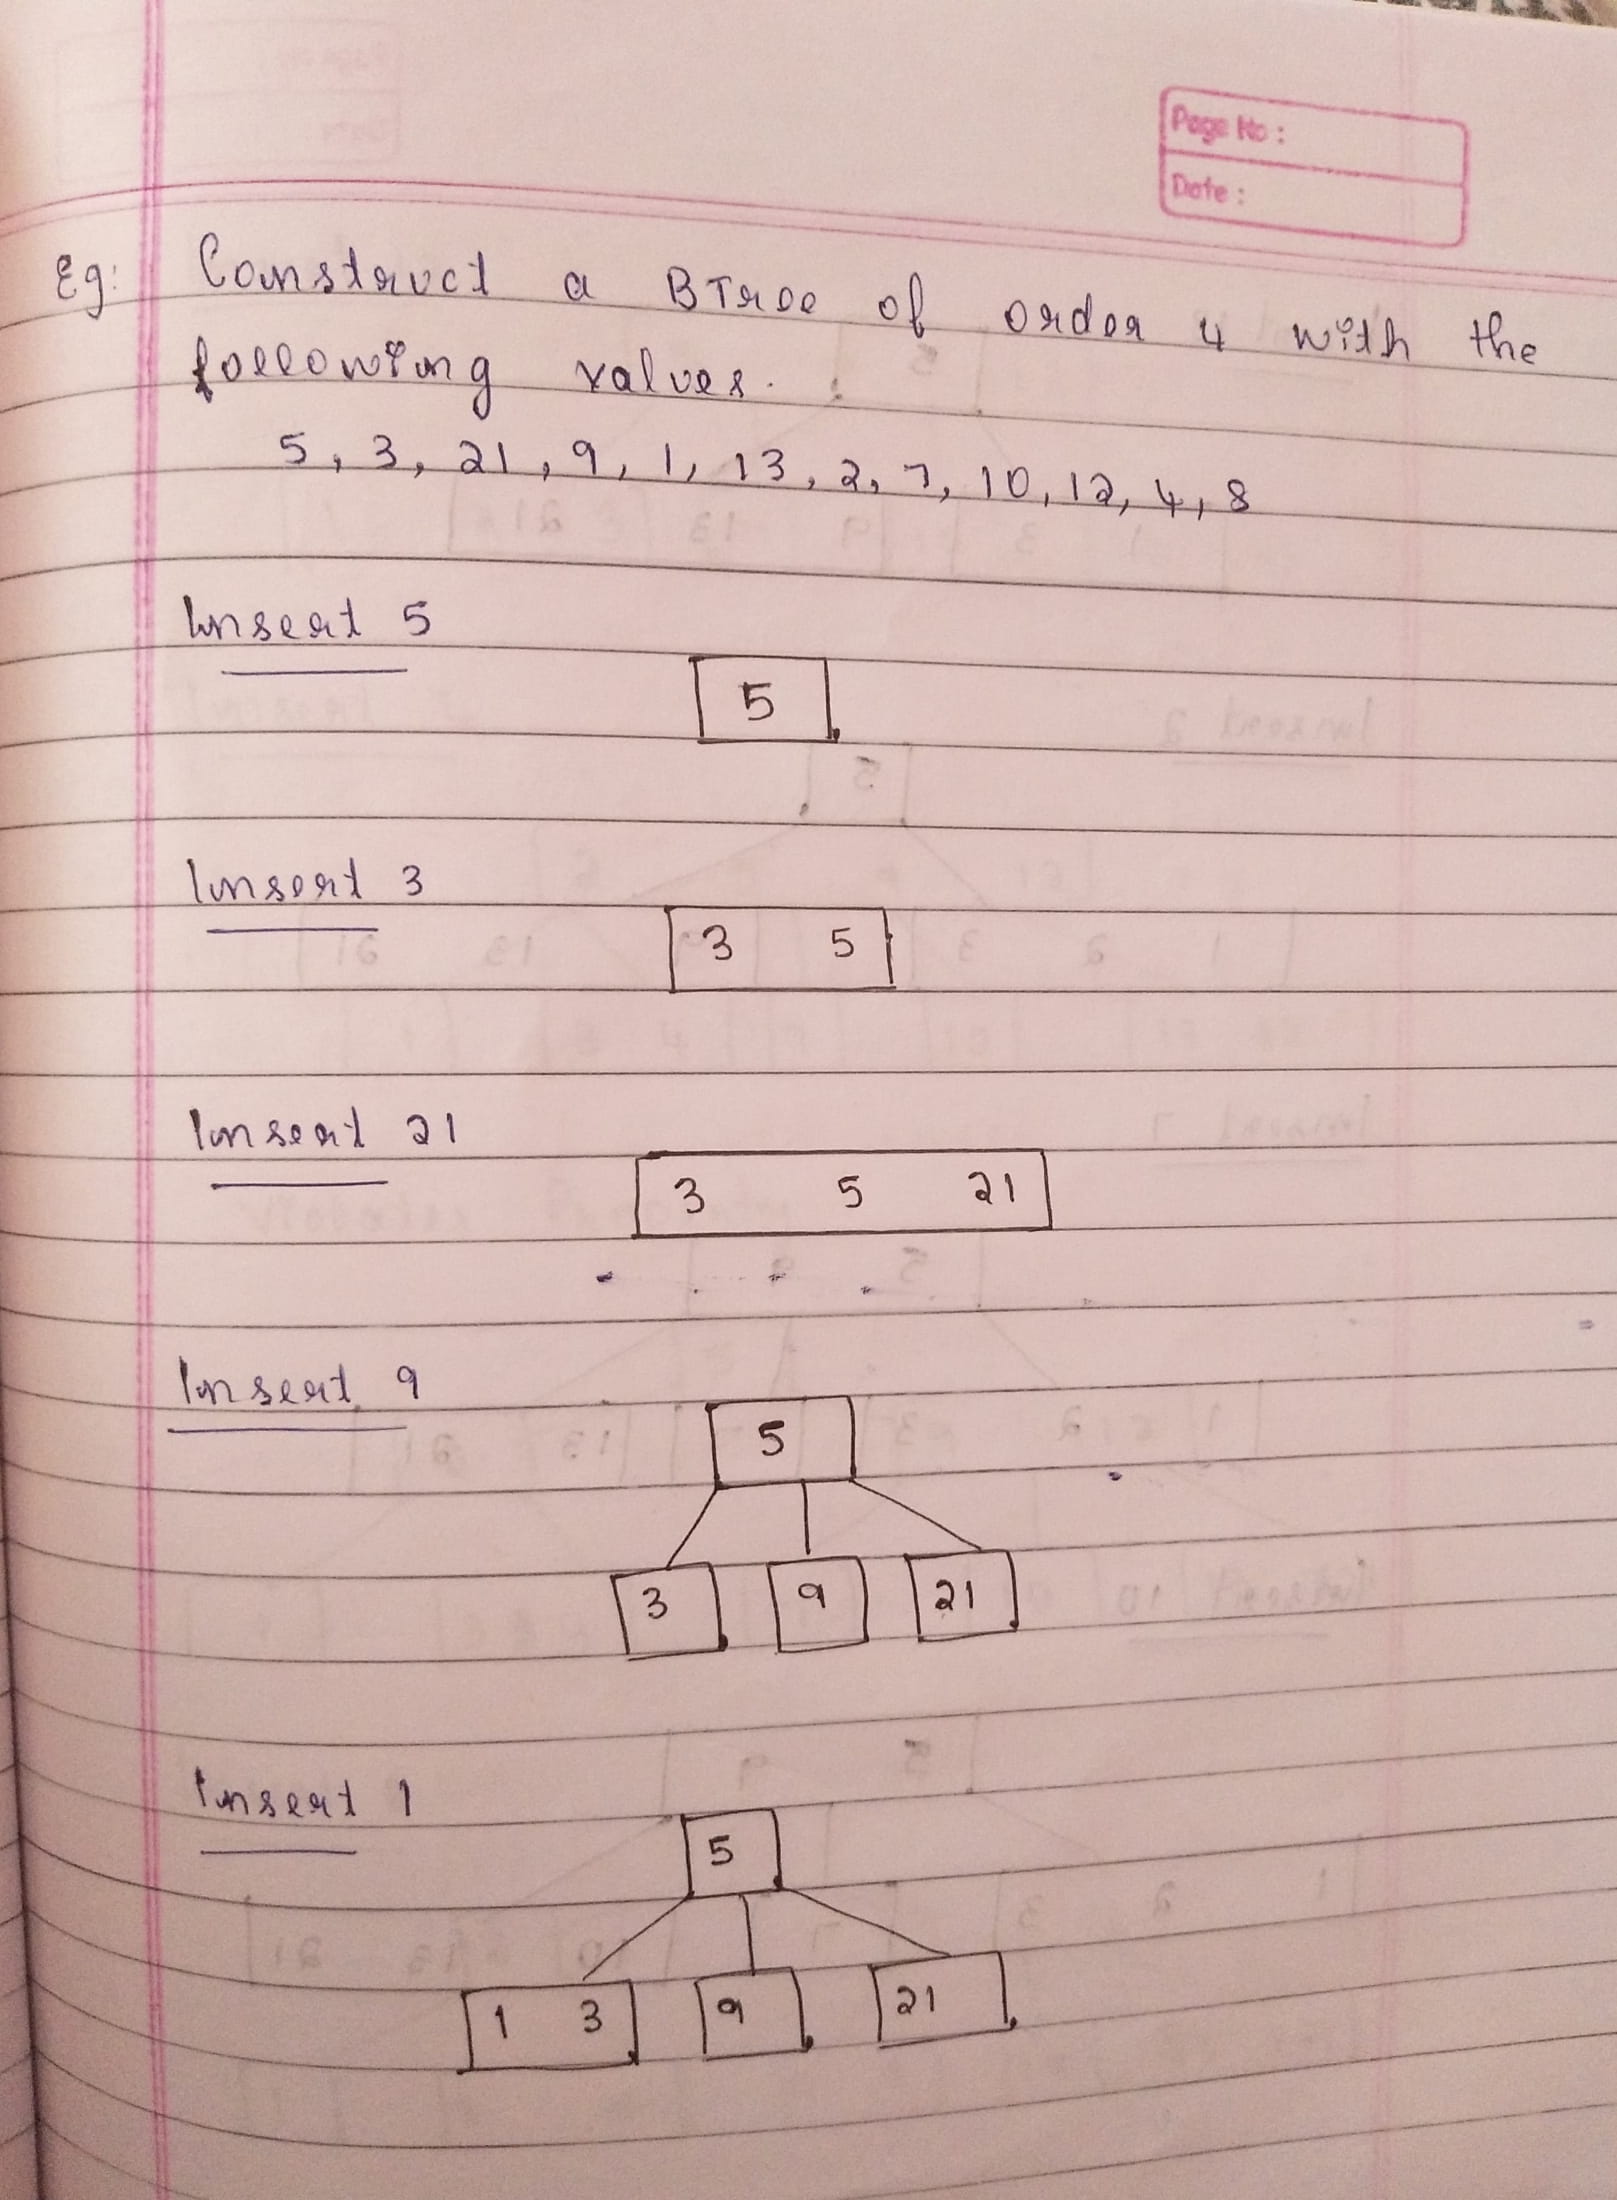 Page No :
Date :
Eg: Construct a BTree of order 4 with the
following values.
5, 3, 21, 9, 1, 13, 2, 7, 10, 12, 4, 8
Insert 5
5
Insert 3
3 5
Insert 21
3 5 21
Insert 9
5
3 9 21
Insert 1
5
1 3 9 21